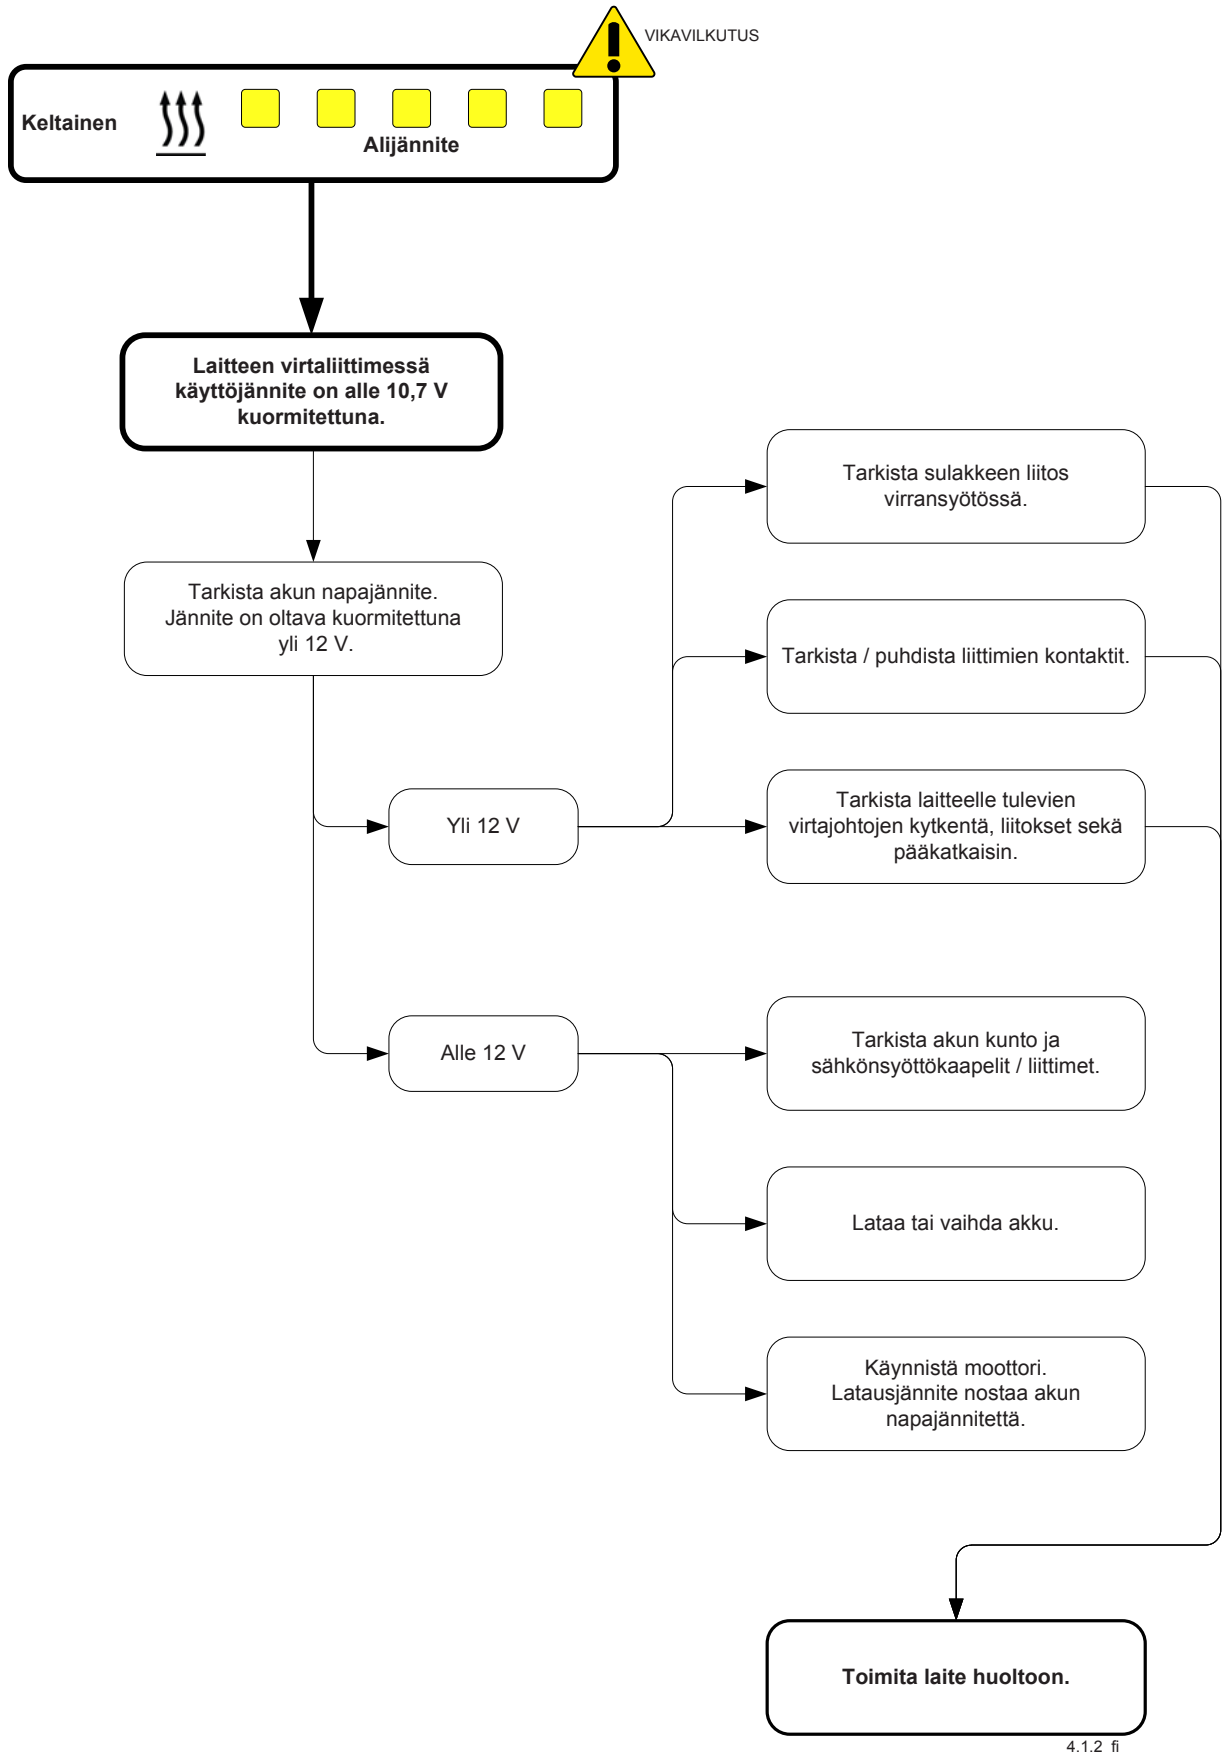 VIKAVILKUTUS
Keltainen
Alijännite
Laitteen virtaliittimessä
käyttöjännite on alle 10,7 V
kuormitettuna.
Tarkista sulakkeen liitos
virransyötössä.
Tarkista akun napajännite.
Jännite on oltava kuormitettuna
yli 12 V.
Tarkista / puhdista liittimien kontaktit.
Yli 12 V
Tarkista laitteelle tulevien
virtajohtojen kytkentä, liitokset sekä
pääkatkaisin.
Alle 12 V
Tarkista akun kunto ja
sähkönsyöttökaapelit / liittimet.
Lataa tai vaihda akku.
Käynnistä moottori.
Latausjännite nostaa akun
napajännitettä.
Toimita laite huoltoon.
4.1.2_fi